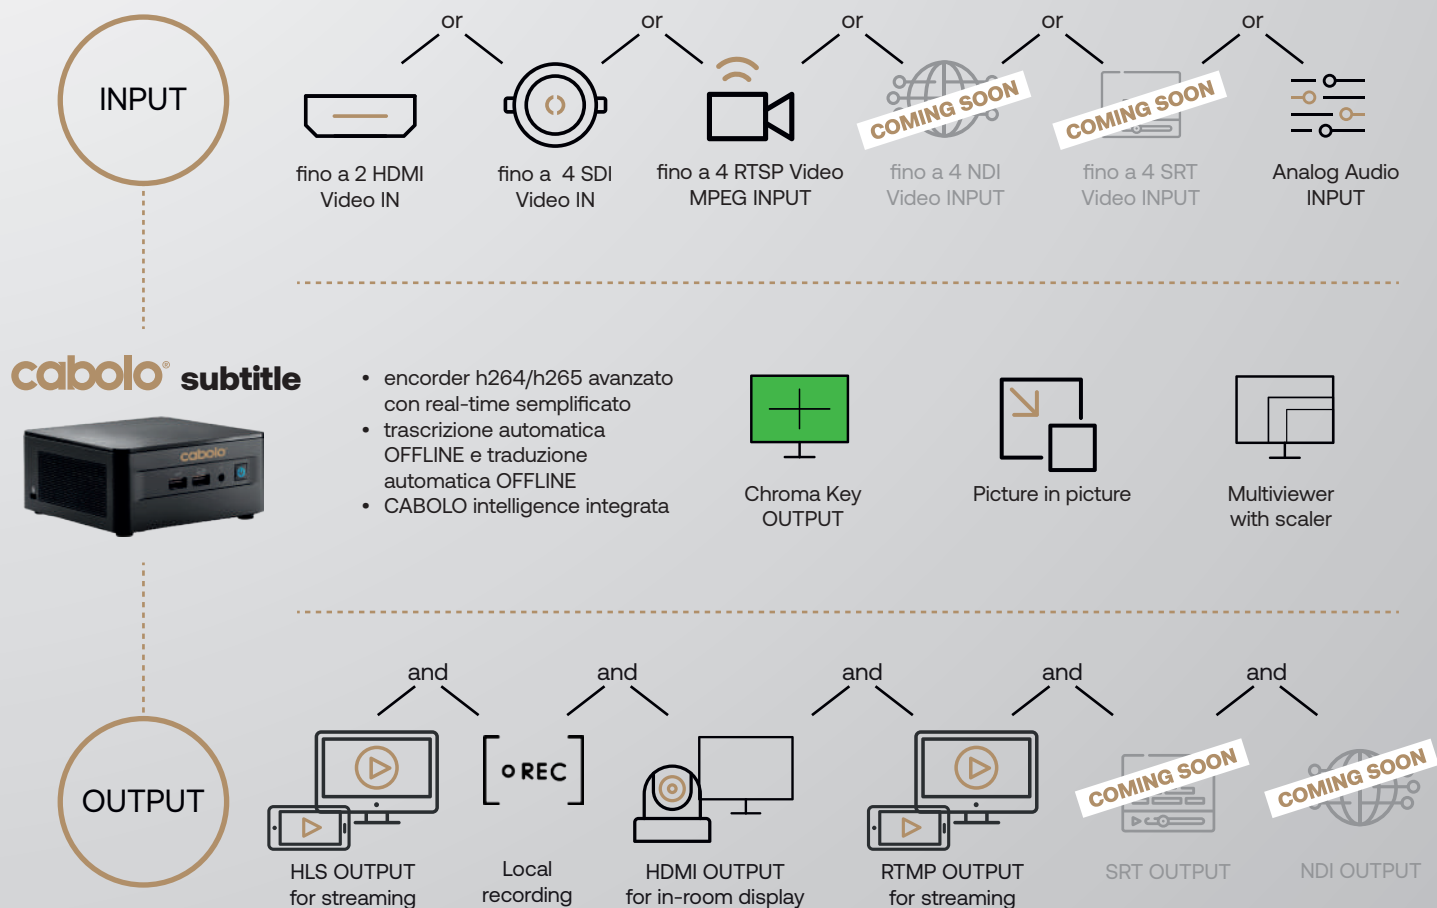 INPUT
or
or
or
or
or
COMING SOON
COMING SOON
fino a 2 HDMI
Video IN
fino a 4 SDI
Video IN
fino a 4 RTSP Video
MPEG INPUT
fino a 4 NDI
Video INPUT
fino a 4 SRT
Video INPUT
Analog Audio
INPUT
cabolo® subtitle
cabolo
• encorder h264/h265 avanzato
con real-time semplificato
• trascrizione automatica
OFFLINE e traduzione
automatica OFFLINE
• CABOLO intelligence integrata
Chroma Key
OUTPUT
Picture in picture
Multiviewer
with scaler
OUTPUT
and
and
and
and
and
REC
COMING SOON
COMING SOON
HLS OUTPUT
for streaming
Local
recording
HDMI OUTPUT
for in-room display
RTMP OUTPUT
for streaming
SRT OUTPUT
NDI OUTPUT